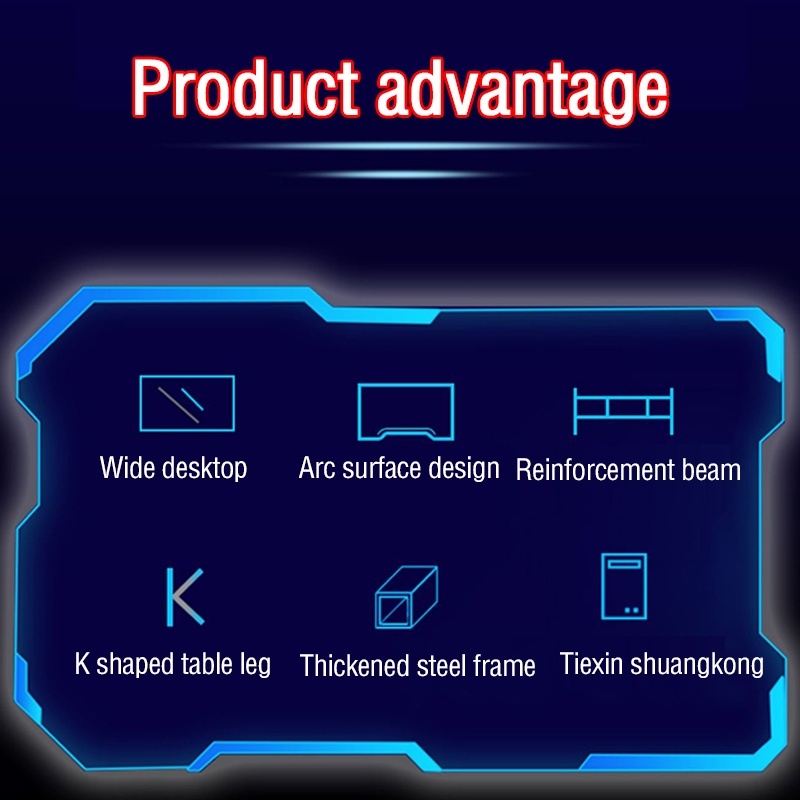 Product advantage
Wide desktop
Arc surface design
Reinforcement beam
K shaped table leg
Thickened steel frame
Tiexin shuangkong